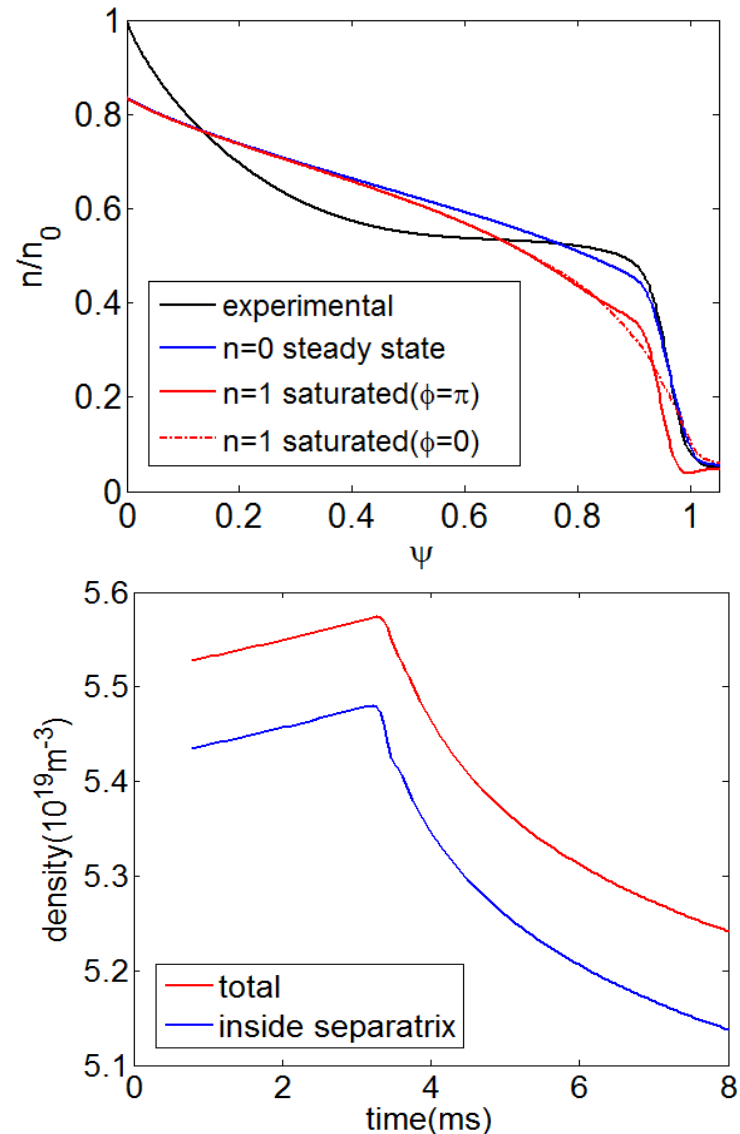 1
0.8
0.6
0.4
0.2
0
n/n0
experimental
n=0 steady state
n=1 saturated(ϕ=π)
n=1 saturated(ϕ=0)
0 0.2 0.4 0.6 0.8 1
ψ
5.6
5.5
5.4
5.3
5.2
5.1
density(10^19m^-3)
total
inside separatrix
0 2 4 6 8
time(ms)